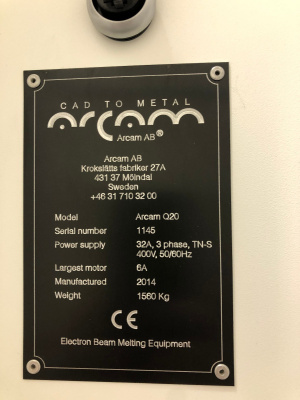 CAD TO METAL
arcam
Arcam AB®
Arcam AB
Krokslätts fabriker 27A
431 37 Mölndal
Sweden
+46 31 710 32 00
Model Arcam Q20
Serial number 1145
Power supply 32A, 3 phase, TN-S
400V, 50/60Hz
Largest motor 6A
Manufactured 2014
Weight 1560 Kg
CE
Electron Beam Melting Equipment